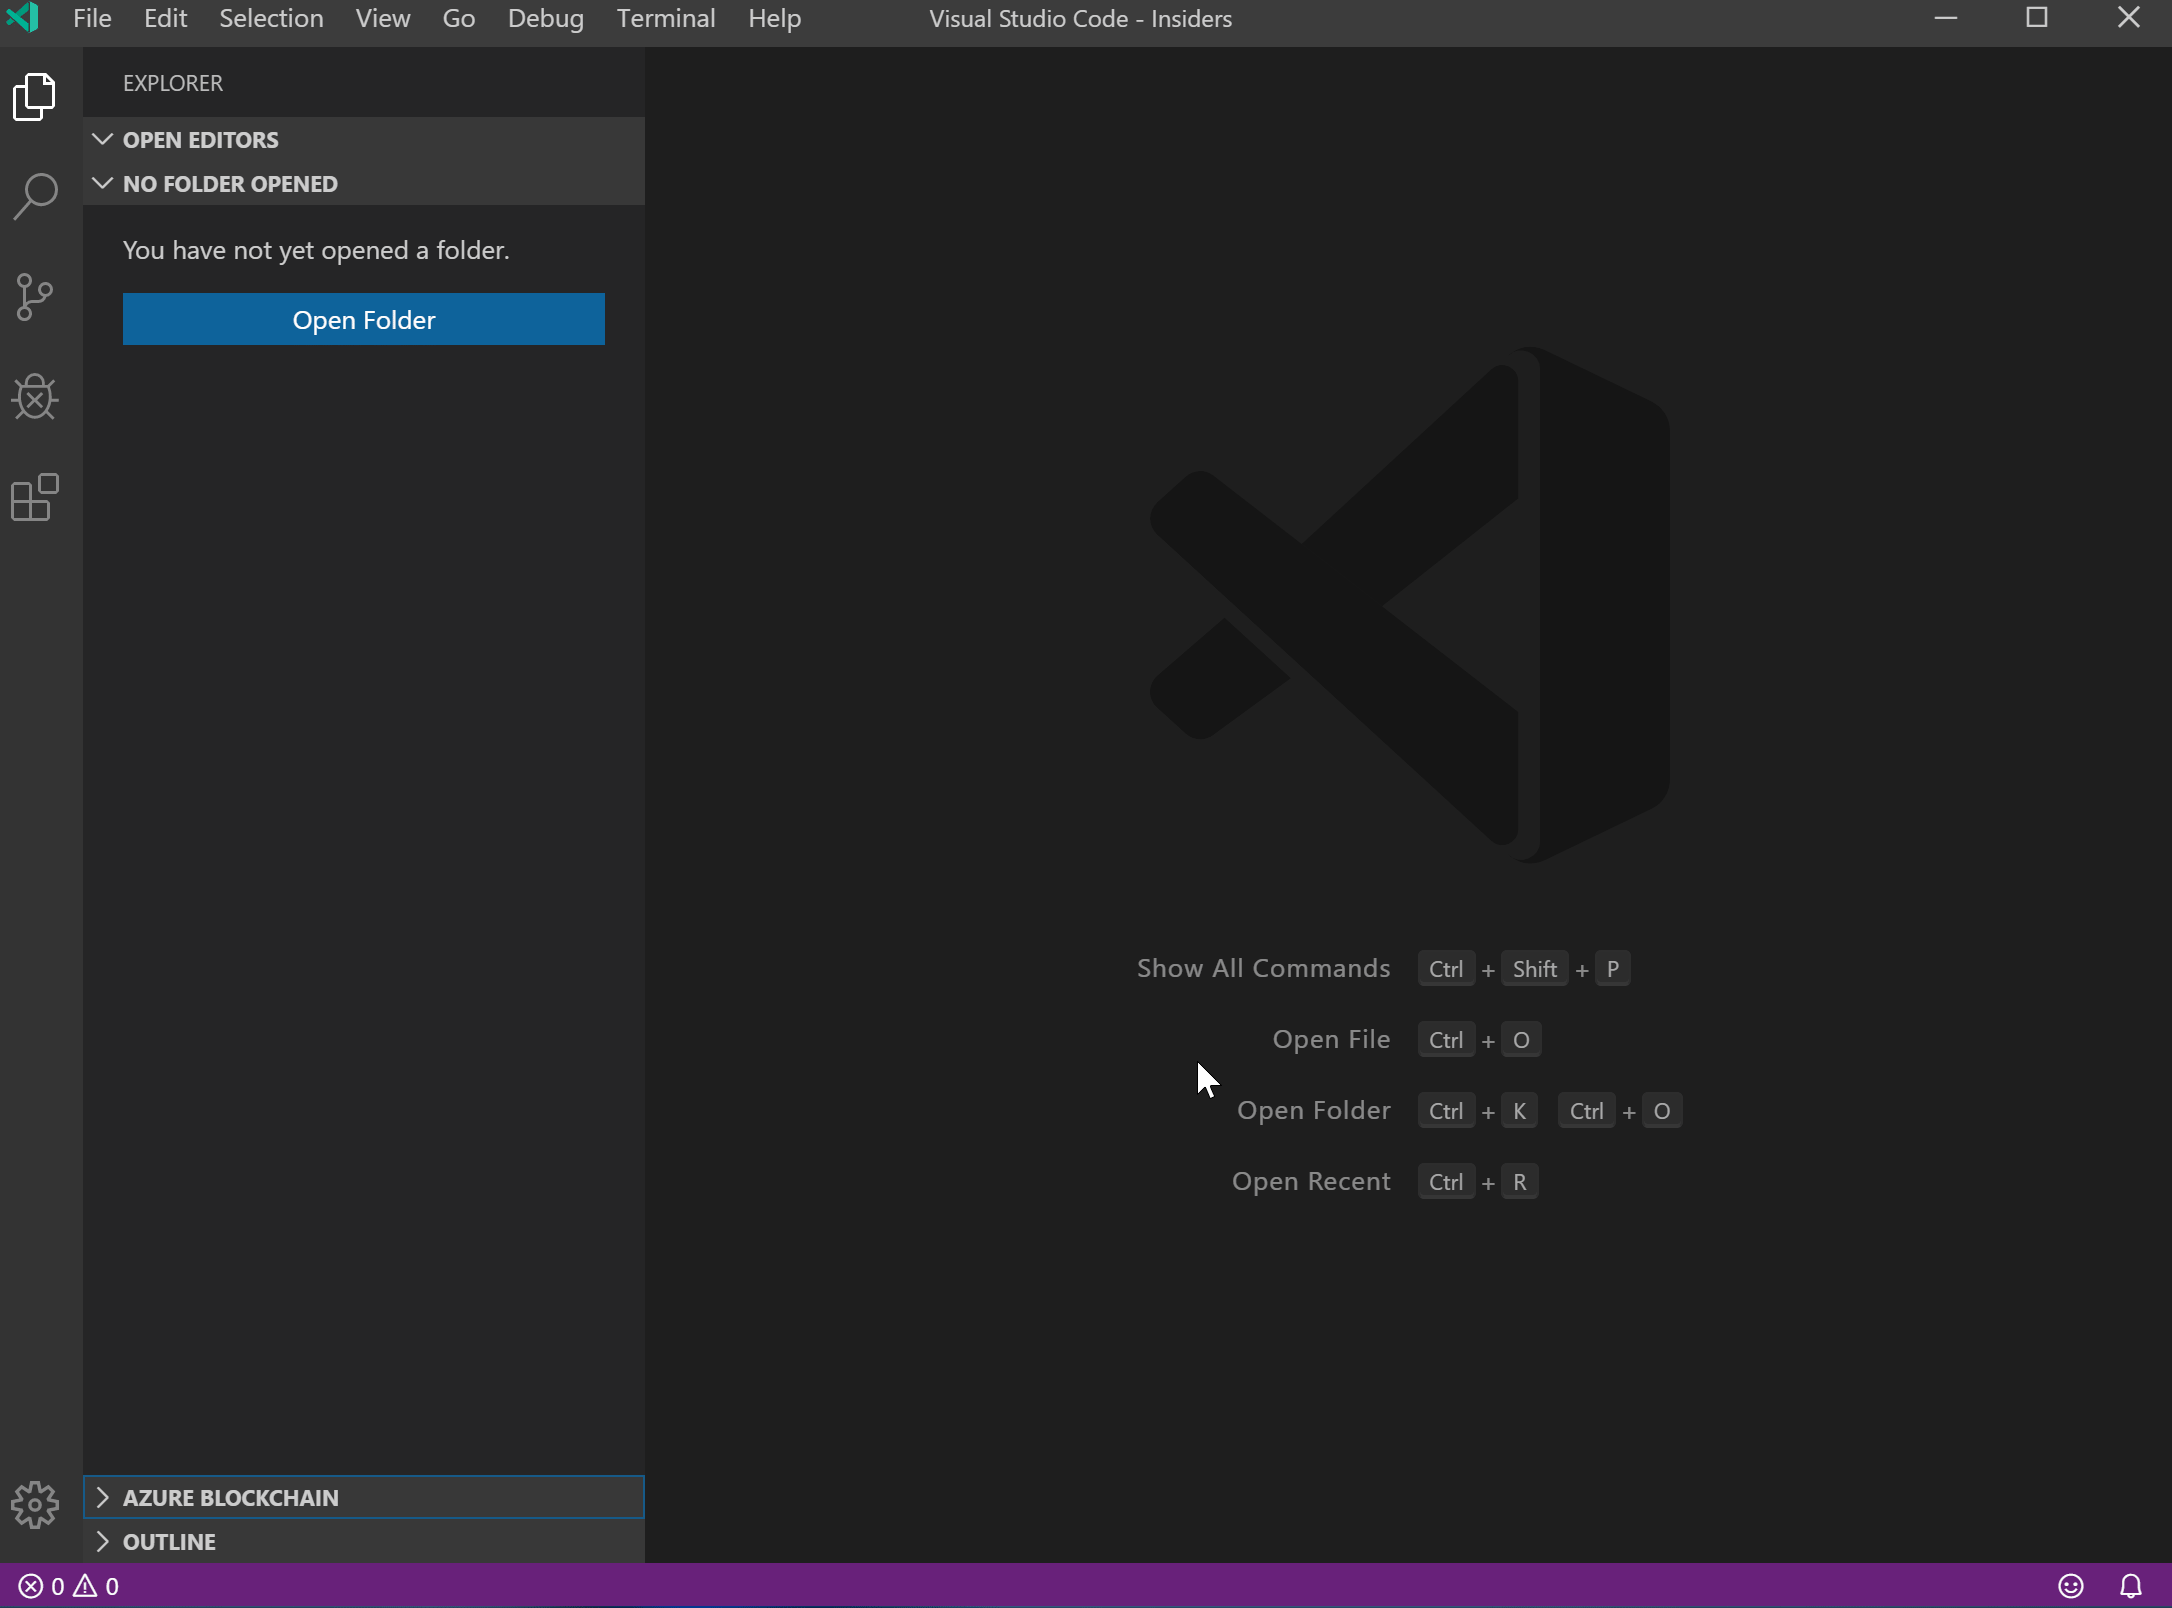 File Edit Selection View Go Debug Terminal Help Visual Studio Code - Insiders
EXPLORER
OPEN EDITORS
NO FOLDER OPENED
You have not yet opened a folder.
Open Folder
Show All Commands Ctrl + Shift + P
Open File Ctrl + O
Open Folder Ctrl + K Ctrl + O
Open Recent Ctrl + R
AZURE BLOCKCHAIN
OUTLINE
0 0